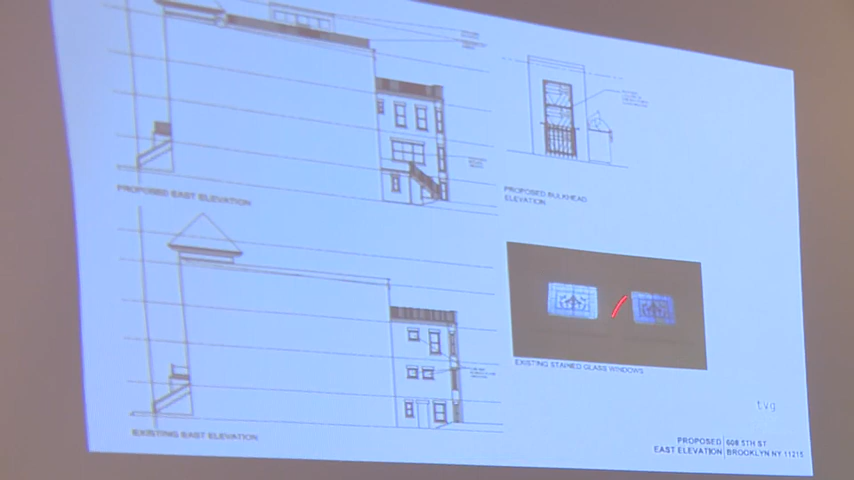 PROPOSED EAST ELEVATION
PROPOSED BULKHEAD
ELEVATION
EXISTING EAST ELEVATION
EXISTING STAINED GLASS WINDOWS
tvg
PROPOSED 608 5TH ST
EAST ELEVATION BROOKLYN NY 11215